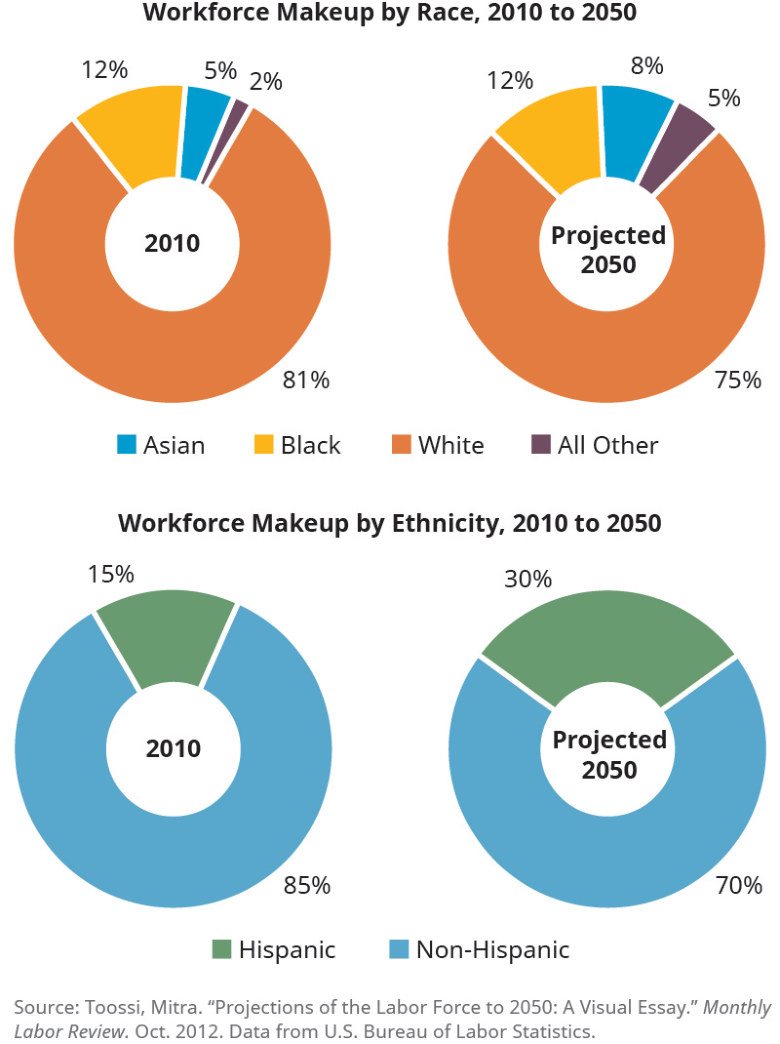 Workforce Makeup by Race, 2010 to 2050
12%
5%
2%
12%
8%
5%
2010
Projected
2050
81%
75%
Asian
Black
White
All Other
Workforce Makeup by Ethnicity, 2010 to 2050
15%
30%
2010
Projected
2050
85%
70%
Hispanic
Non-Hispanic
Source: Toossi, Mitra. “Projections of the Labor Force to 2050: A Visual Essay.” Monthly
Labor Review. Oct. 2012. Data from U.S. Bureau of Labor Statistics.